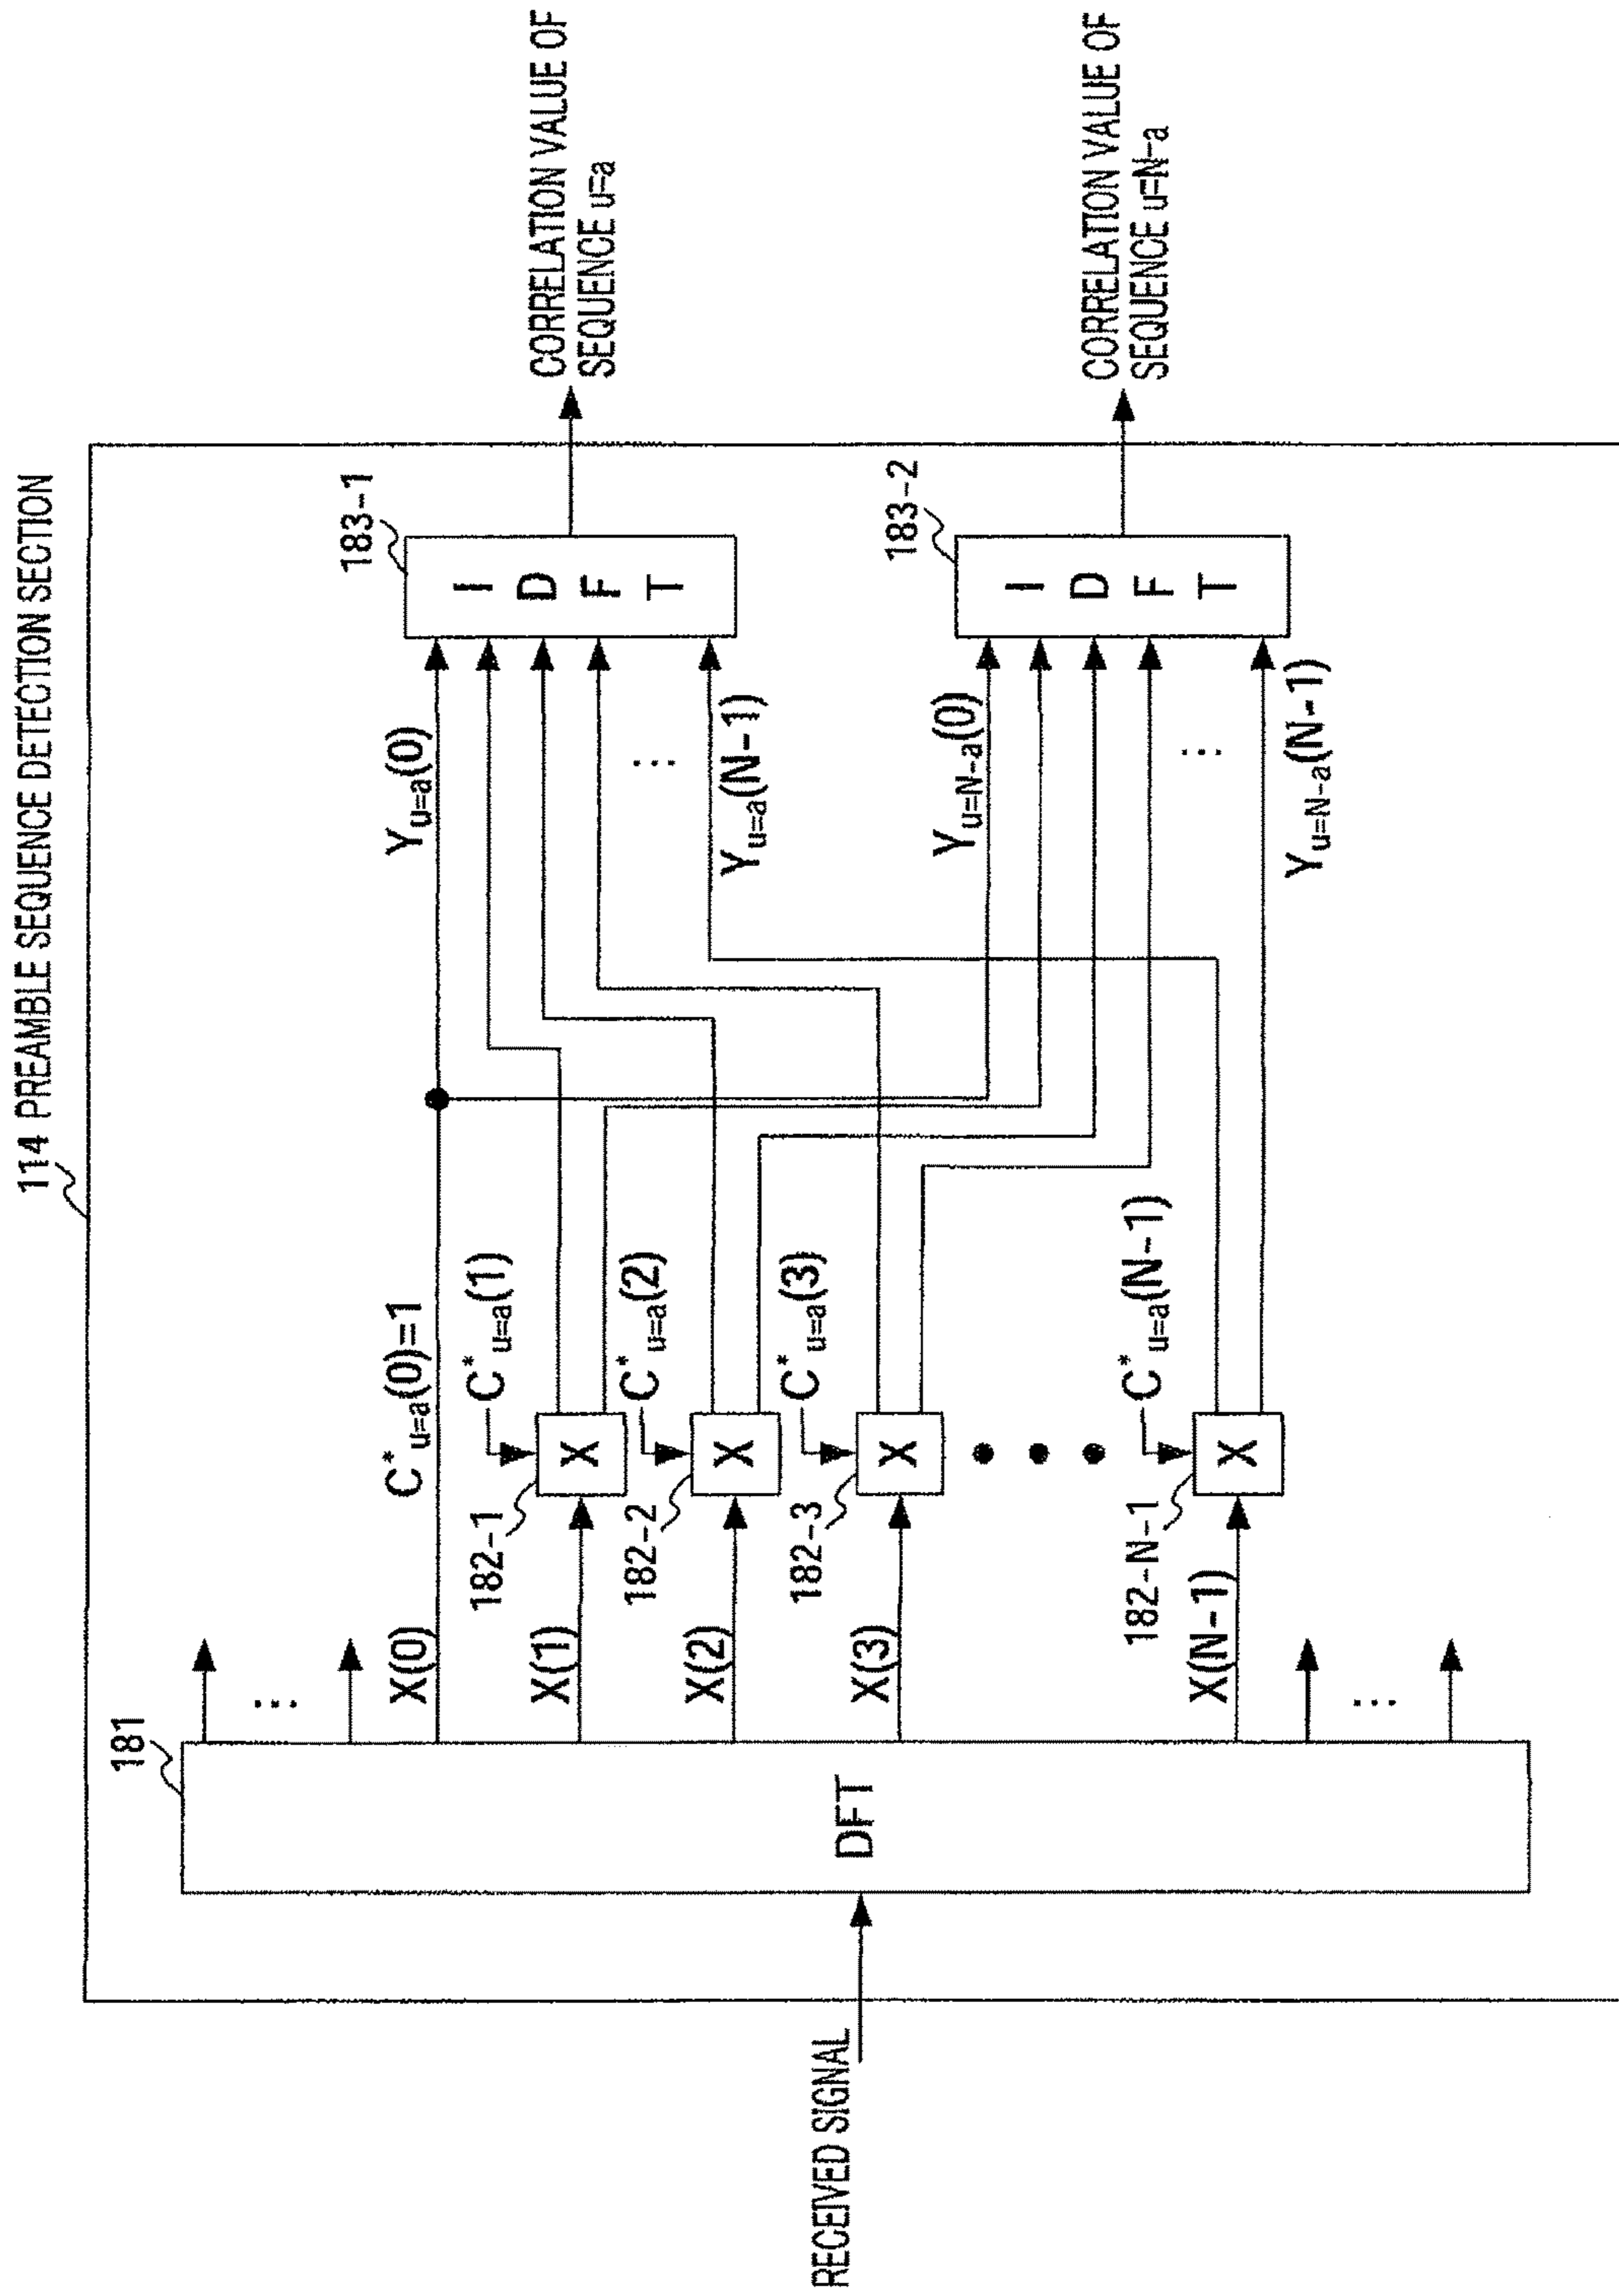 114 PREAMBLE SEQUENCE DETECTION SECTION
RECEIVED SIGNAL
181
DFT
...
X(0)
C*u=a(0)=1
Yu=a(0)
X(1)
182-1
C*u=a(1)
X
X(2)
182-2
C*u=a(2)
X
X(3)
182-3
C*u=a(3)
X
X(N-1)
182-N-1
C*u=a(N-1)
X
...
183-1
I
D
F
T
...
Yu=a(N-1)
CORRELATION VALUE OF
SEQUENCE u=a
Yu=N-a(0)
183-2
I
D
F
T
...
Yu=N-a(N-1)
CORRELATION VALUE OF
SEQUENCE u=N-a